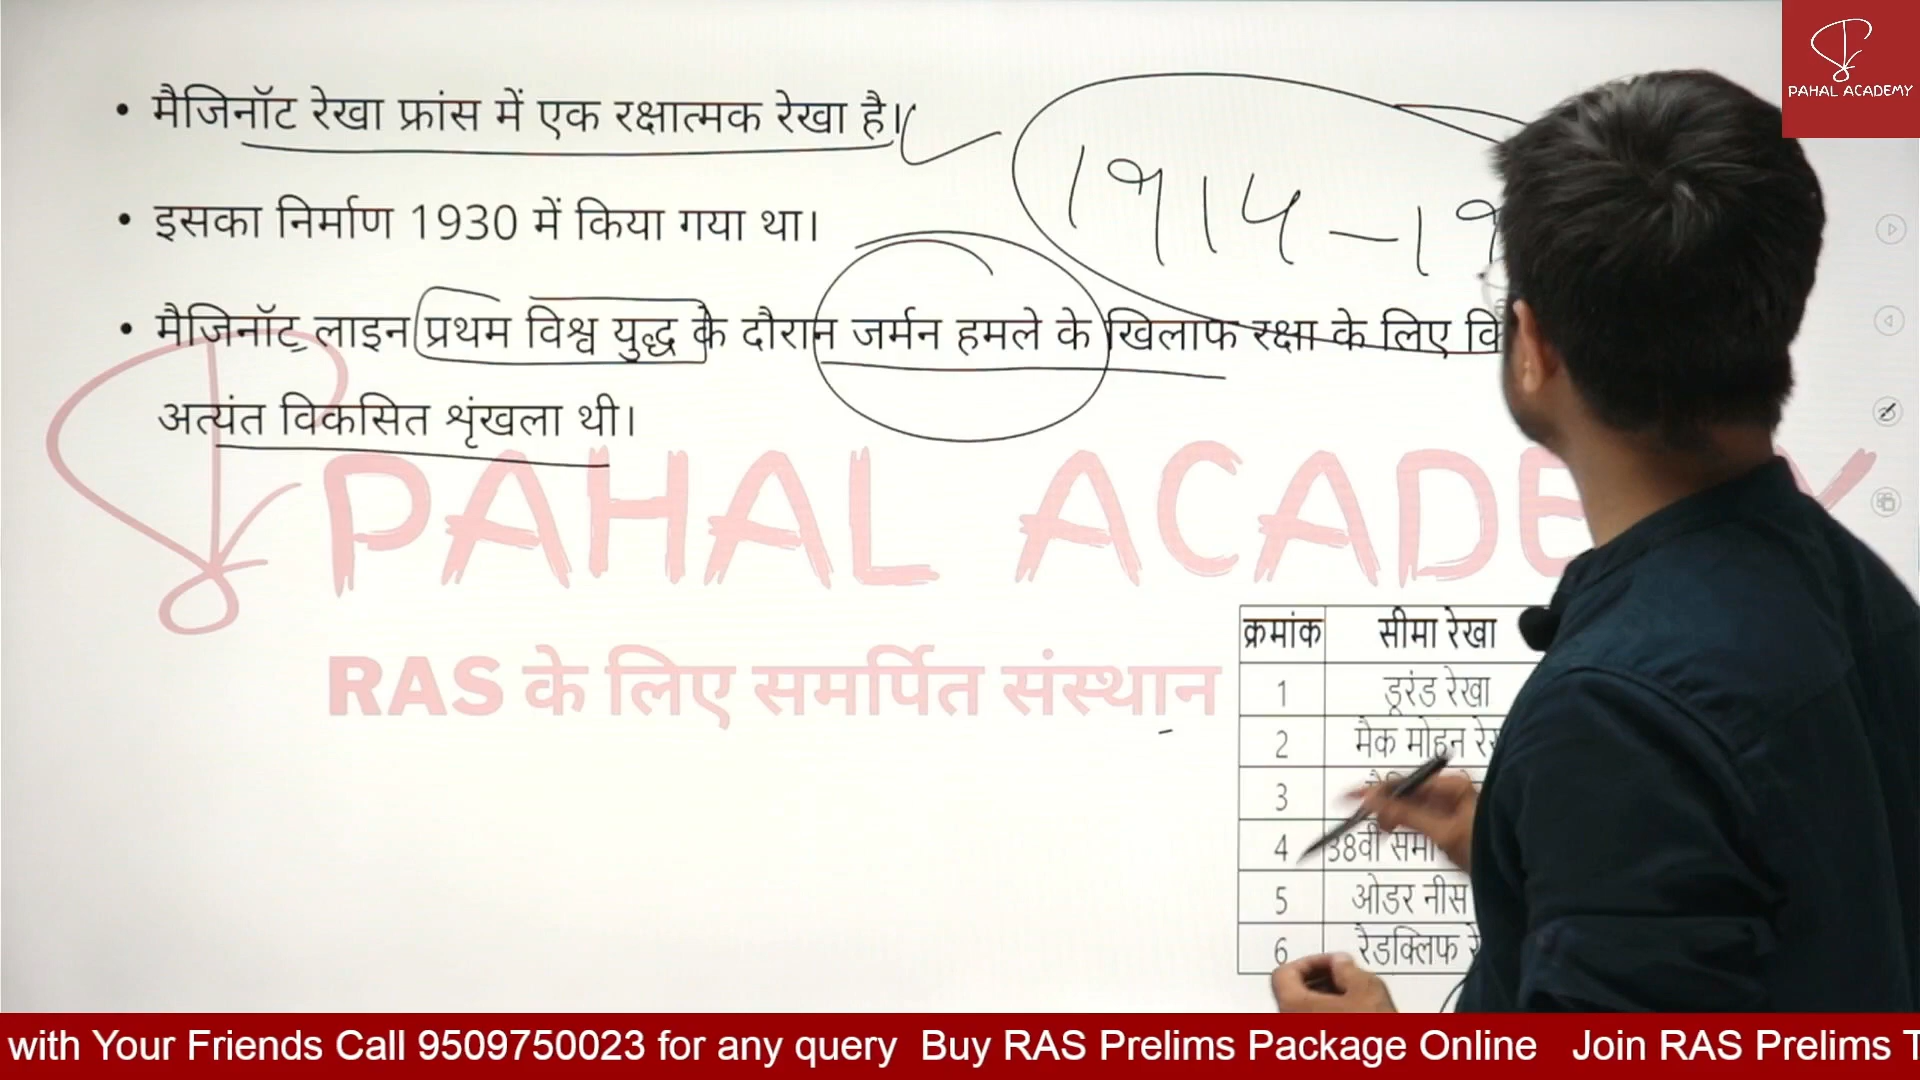 PAHAL ACADEMY
• मैजिनॉट रेखा फ्रांस में एक रक्षात्मक रेखा है।
1914 – 19
• इसका निर्माण 1930 में किया गया था।
• मैजिनॉट लाइन प्रथम विश्व युद्ध के दौरान जर्मन हमले के खिलाफ रक्षा के लिए
अत्यंत विकसित श्रृंखला थी।
PAHAL ACADE
RAS के लिए समर्पित संस्थान
क्रमांक सीमा रेखा
1 डूरंड रेखा
2 मैक मोहन
3
4 38वी
5 ओडर नीस
6 रैडक्लिफ
with Your Friends Call 9509750023 for any query Buy RAS Prelims Package Online Join RAS Prelims T